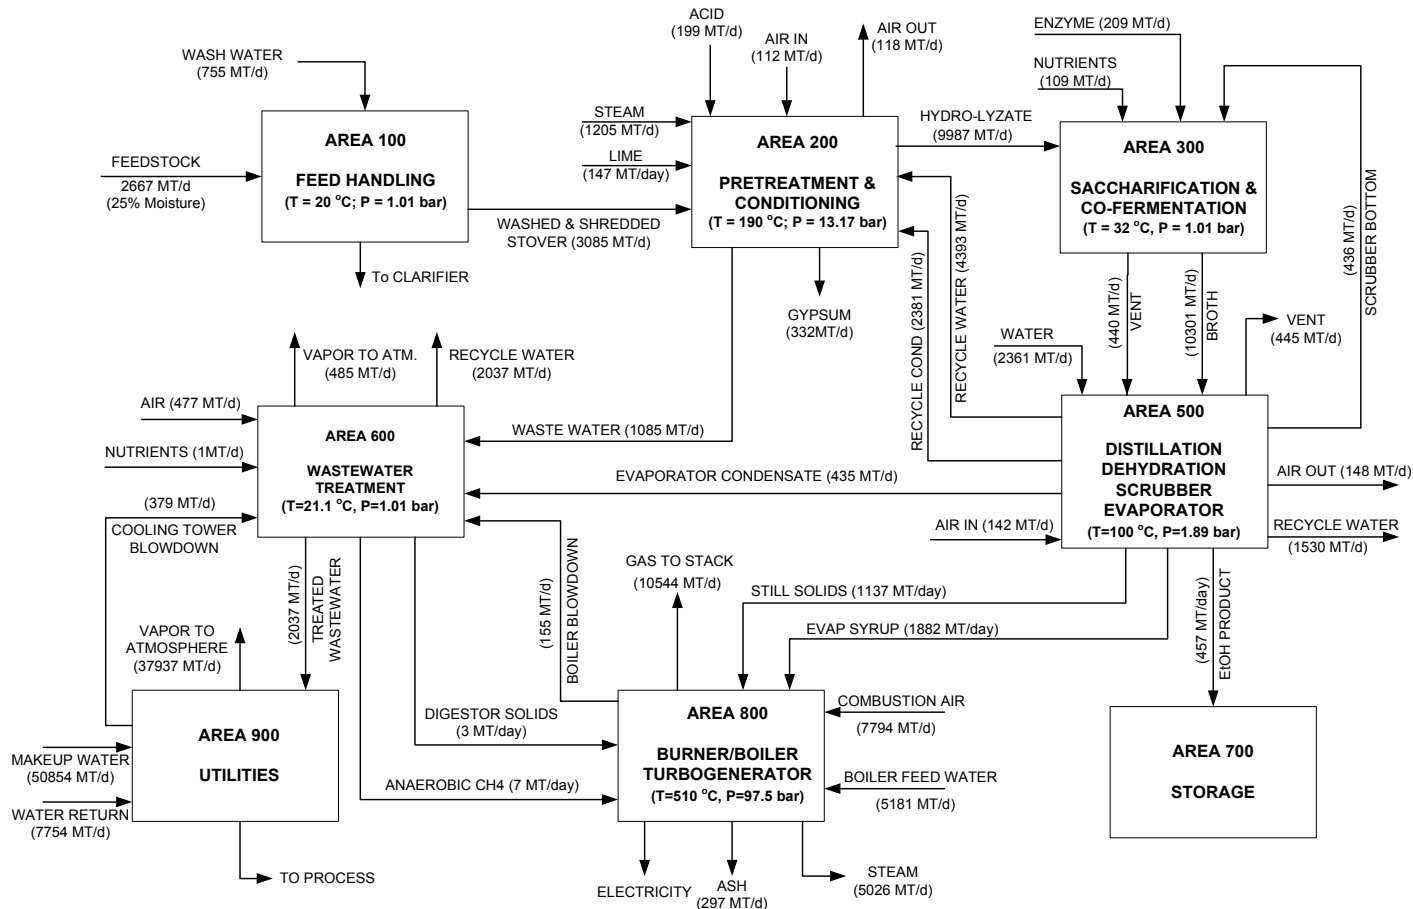 WASH WATER
(755 MT/d)
AREA 100
FEED HANDLING
(T = 20 °C; P = 1.01 bar)
FEEDSTOCK
2667 MT/d
(25% Moisture)
To CLARIFIER
WASHED & SHREDDED
STOVER (3085 MT/d)
ACID
(199 MT/d)
AIR IN
(112 MT/d)
AIR OUT
(118 MT/d)
STEAM
(1205 MT/d)
LIME
(147 MT/day)
AREA 200
PRETREATMENT &
CONDITIONING
(T = 190 °C; P = 13.17 bar)
GYPSUM
(332MT/d)
HYDRO-LYZATE
(9987 MT/d)
ENZYME (209 MT/d)
NUTRIENTS
(109 MT/d)
AREA 300
SACCHARIFICATION &
CO-FERMENTATION
(T = 32 °C, P = 1.01 bar)
RECYCLE COND (2381 MT/d)
RECYCLE WATER (4393 MT/d)
(440 MT/d)
VENT
(10301 MT/d)
BROTH
(436 MT/d)
SCRUBBER BOTTOM
WATER
(2361 MT/d)
VENT
(445 MT/d)
AREA 500
DISTILLATION
DEHYDRATION
SCRUBBER
EVAPORATOR
(T=100 °C, P=1.89 bar)
AIR OUT (148 MT/d)
RECYCLE WATER
(1530 MT/d)
AIR IN (142 MT/d)
VAPOR TO ATM.
(485 MT/d)
RECYCLE WATER
(2037 MT/d)
AIR (477 MT/d)
NUTRIENTS (1MT/d)
(379 MT/d)
COOLING TOWER
BLOWDOWN
AREA 600
WASTEWATER
TREATMENT
(T=21.1 °C, P=1.01 bar)
WASTE WATER (1085 MT/d)
EVAPORATOR CONDENSATE (435 MT/d)
(2037 MT/d)
TREATED
WASTEWATER
(155 MT/d)
BOILER BLOWDOWN
GAS TO STACK
(10544 MT/d)
STILL SOLIDS (1137 MT/day)
EVAP SYRUP (1882 MT/day)
(457 MT/day)
EtOH PRODUCT
VAPOR TO
ATMOSPHERE
(37937 MT/d)
AREA 900
UTILITIES
MAKEUP WATER
(50854 MT/d)
WATER RETURN
(7754 MT/d)
TO PROCESS
DIGESTOR SOLIDS
(3 MT/day)
ANAEROBIC CH4 (7 MT/day)
AREA 800
BURNER/BOILER
TURBOGENERATOR
(T=510 °C, P=97.5 bar)
COMBUSTION AIR
(7794 MT/d)
BOILER FEED WATER
(5181 MT/d)
ELECTRICITY
ASH
(297 MT/d)
STEAM
(5026 MT/d)
AREA 700
STORAGE